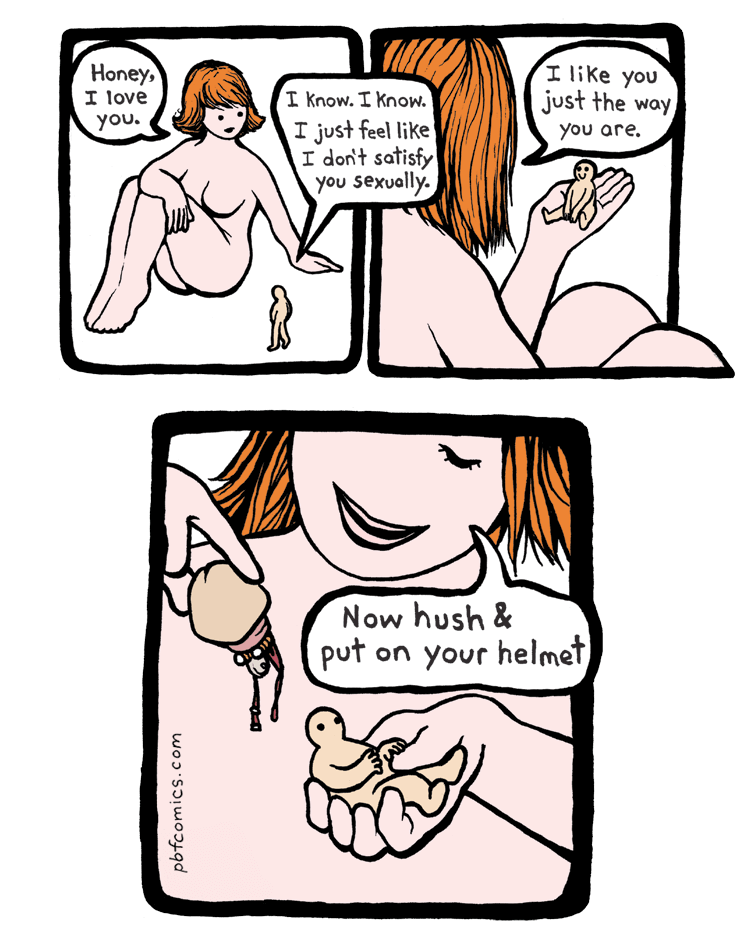 Honey,
I love
you.
I know. I know.
I just feel like
I don't satisfy
you sexually.
I like you
just the way
you are.
Now hush &
put on your helmet
pbfcomics.com